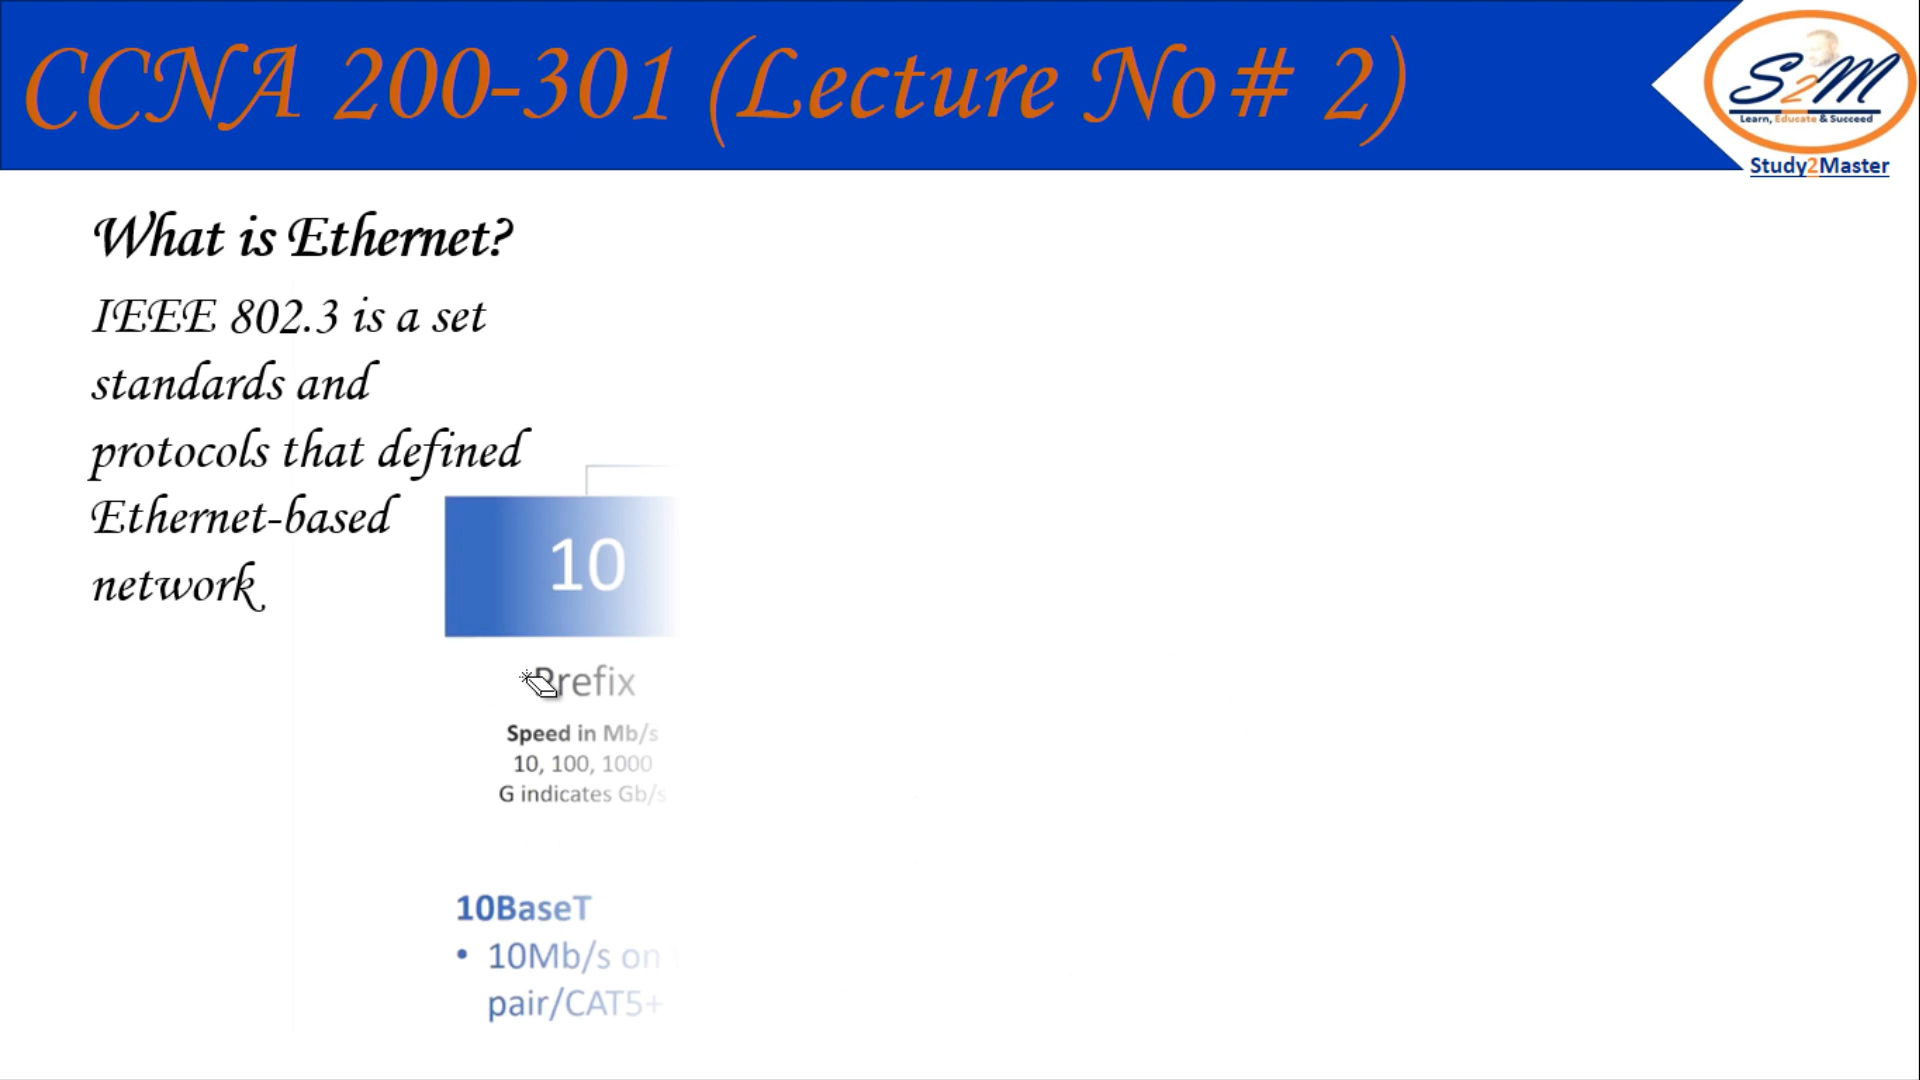 CCNA 200-301 (Lecture No# 2)
S2M
Learn, Educate & Succeed
Study2Master
What is Ethernet?
IEEE 802.3 is a set
standards and
protocols that defined
Ethernet-based
network
10
Prefix
Speed in Mb/s
10, 100, 1000
G indicates Gb/s
10BaseT
• 10Mb/s on
pair/CAT5+